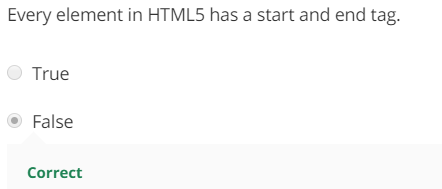 Every element in HTML5 has a start and end tag.
True
False
Correct